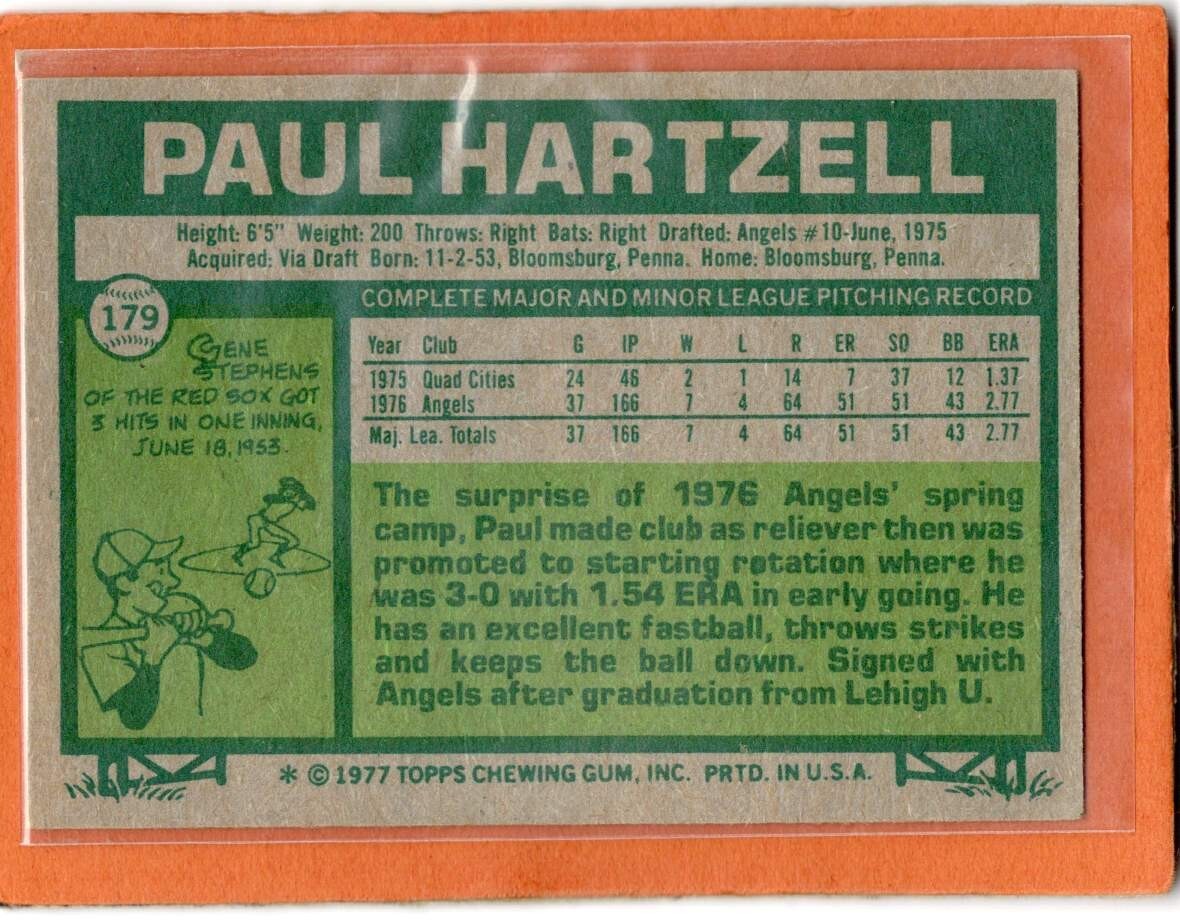 PAUL HARTZELL
Height: 6'5" Weight: 200 Throws: Right Bats: Right Drafted: Angels #10-June, 1975
Acquired: Via Draft Born: 11-2-53, Bloomsburg, Penna. Home: Bloomsburg, Penna.
179
GENE
STEPHENS
OF THE RED SOX GOT
3 HITS IN ONE INNING,
JUNE 18, 1953.
COMPLETE MAJOR AND MINOR LEAGUE PITCHING RECORD
Year Club G IP W L R ER SO BB ERA
1975 Quad Cities 24 46 2 1 14 7 37 12 1.37
1976 Angels 37 166 7 4 64 51 51 43 2.77
Maj. Lea. Totals 37 166 7 4 64 51 51 43 2.77
The surprise of 1976 Angels' spring
camp, Paul made club as reliever then was
promoted to starting rotation where he
was 3-0 with 1.54 ERA in early going. He
has an excellent fastball, throws strikes
and keeps the ball down. Signed with
Angels after graduation from Lehigh U.
* © 1977 TOPPS CHEWING GUM, INC. PRTD. IN U.S.A.